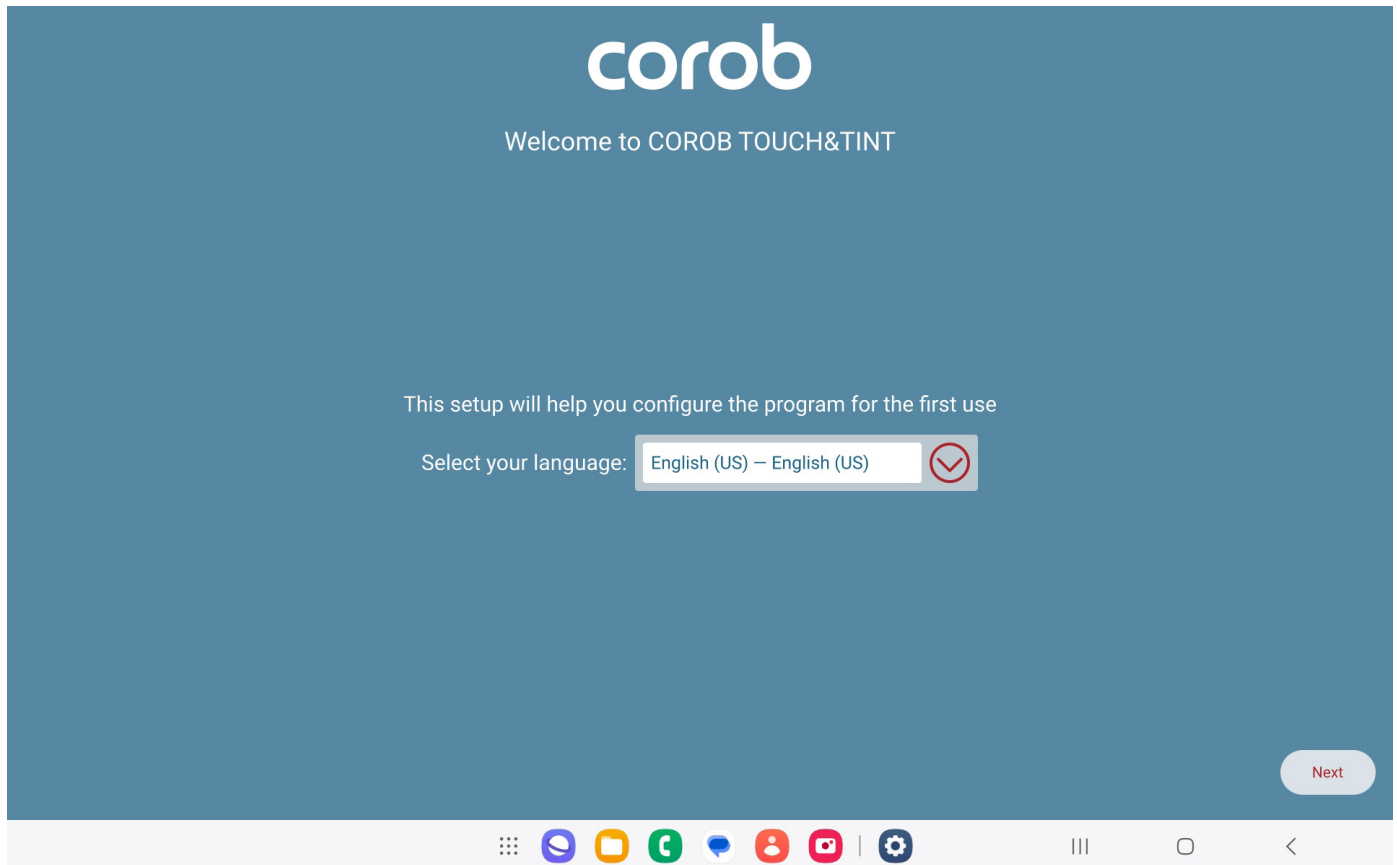 corob
Welcome to COROB TOUCH&TINT
This setup will help you configure the program for the first use
Select your language: English (US) — English (US)
Next